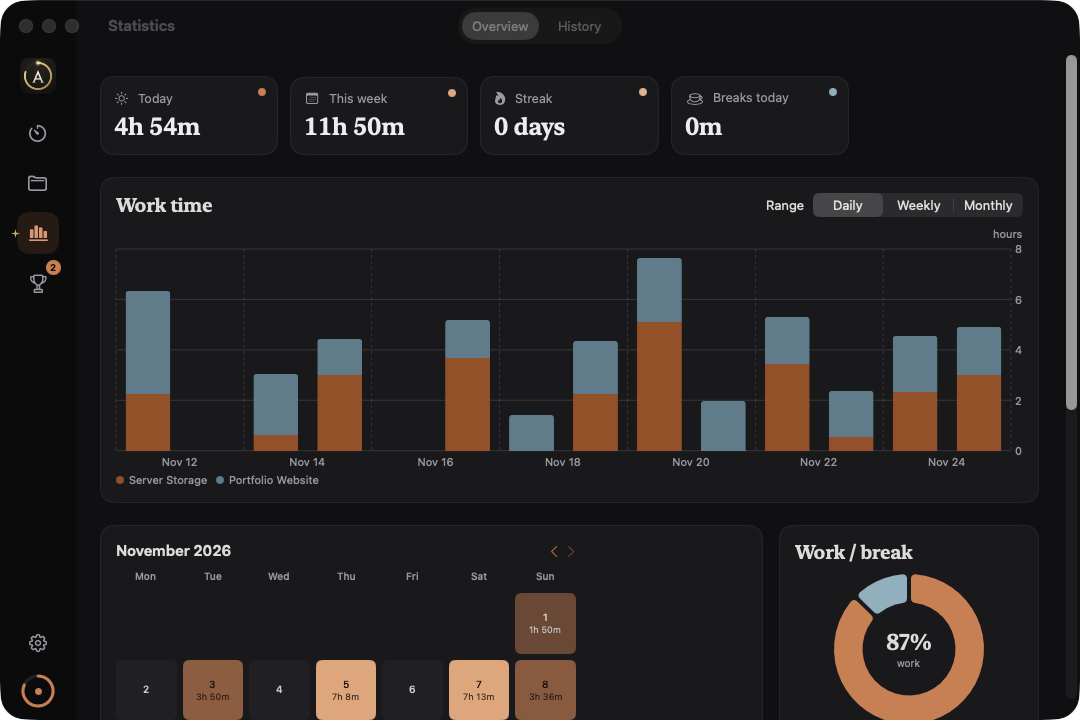 Statistics
Overview
History
A
Today
4h 54m
This week
11h 50m
Streak
0 days
Breaks today
0m
2
Work time
Range
Daily
Weekly
Monthly
hours
8
6
4
2
0
Nov 12
Nov 14
Nov 16
Nov 18
Nov 20
Nov 22
Nov 24
Server Storage
Portfolio Website
November 2026
Mon
Tue
Wed
Thu
Fri
Sat
Sun
1
1h 50m
2
3
3h 50m
4
5
7h 8m
6
7
7h 13m
8
3h 36m
Work / break
87%
work